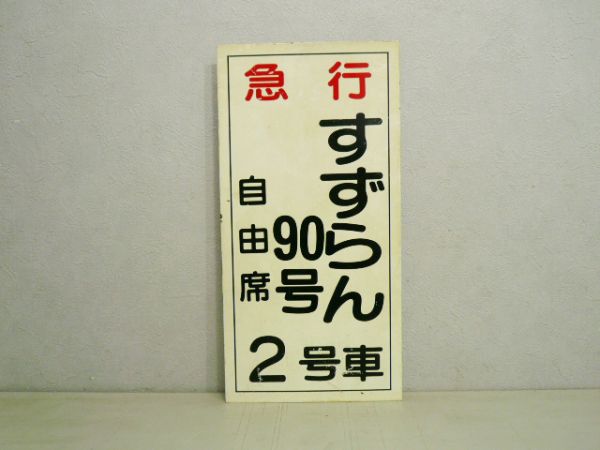 急行
すずらん
90号
自由席
2号車